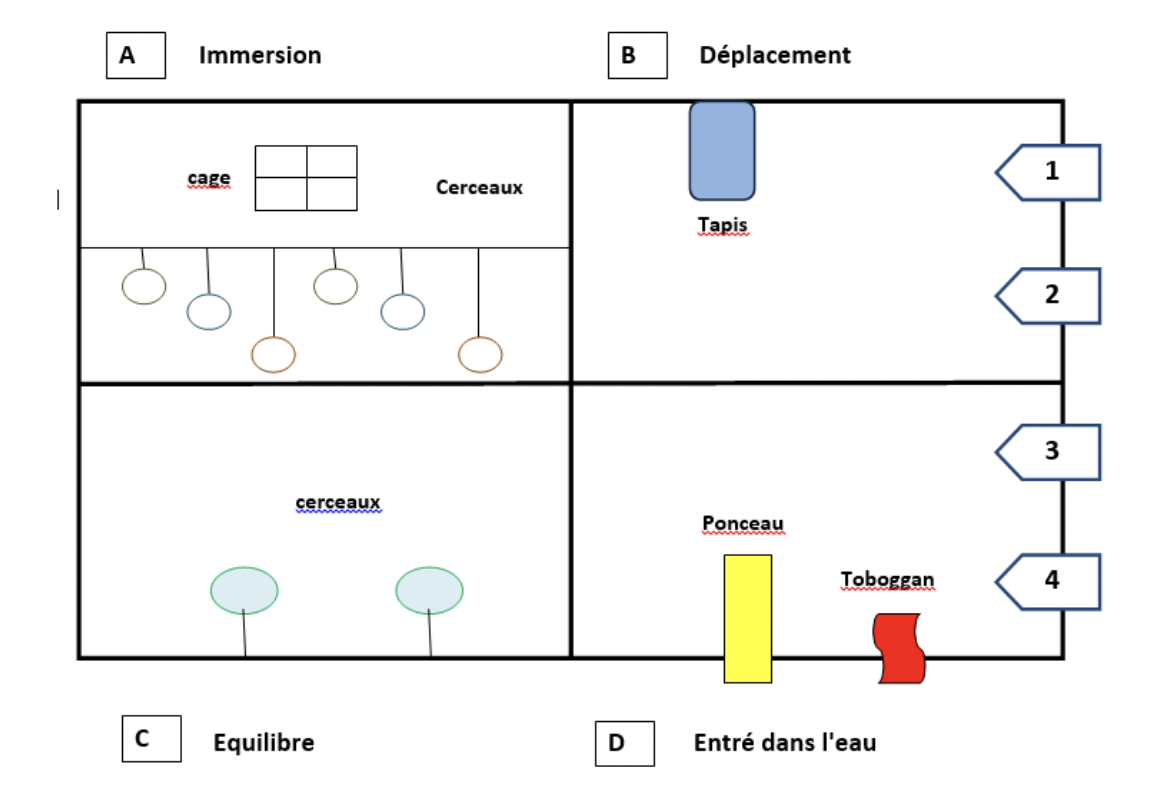 A Immersion
B Déplacement
cage
Cerceaux
Tapis
1
2
cerceaux
Ponceau
Toboggan
3
4
C Equilibre
D Entré dans l'eau